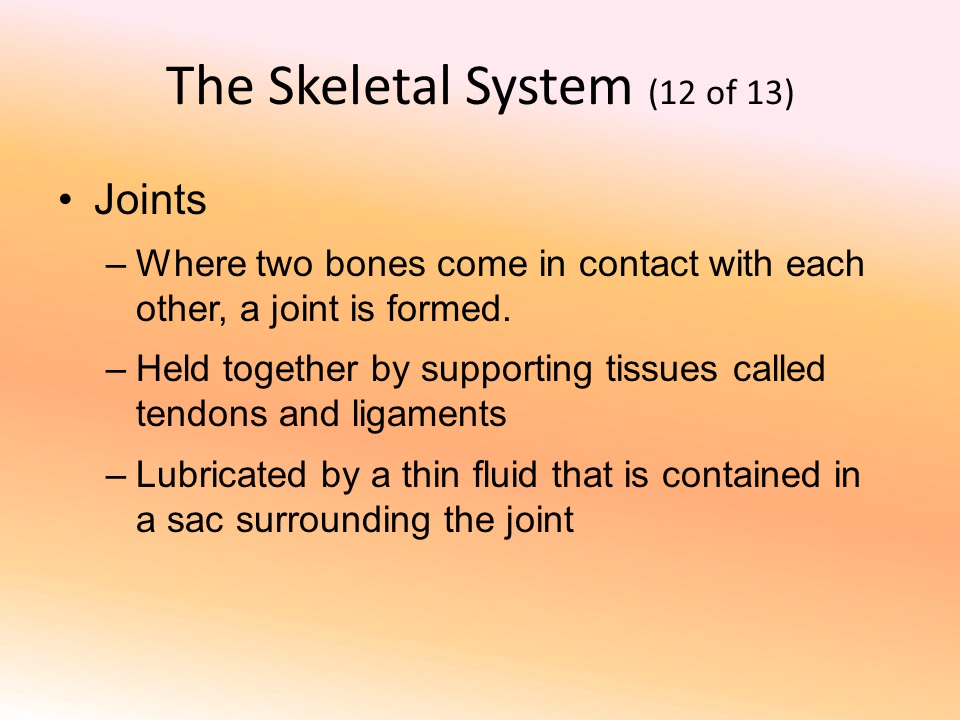 The Skeletal System (12 of 13)
• Joints
– Where two bones come in contact with each
other, a joint is formed.
– Held together by supporting tissues called
tendons and ligaments
– Lubricated by a thin fluid that is contained in
a sac surrounding the joint